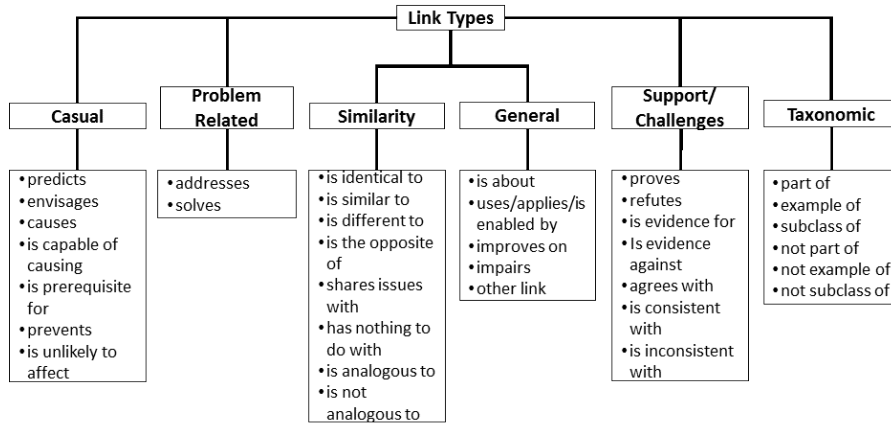 Link Types
Casual
Problem
Related
Similarity
General
Support/
Challenges
Taxonomic
•predicts
•envisages
•causes
•is capable of
causing
•is prerequisite
for
•prevents
•is unlikely to
affect
•addresses
•solves
•is identical to
•is similar to
•is different to
•is the opposite
of
•shares issues
with
•has nothing to
do with
•is analogous to
•is not
analogous to
•is about
•uses/applies/is
enabled by
•improves on
•impairs
•other link
•proves
•refutes
•is evidence for
•Is evidence
against
•agrees with
•is consistent
with
•is inconsistent
with
•part of
•example of
•subclass of
•not part of
•not example of
•not subclass of